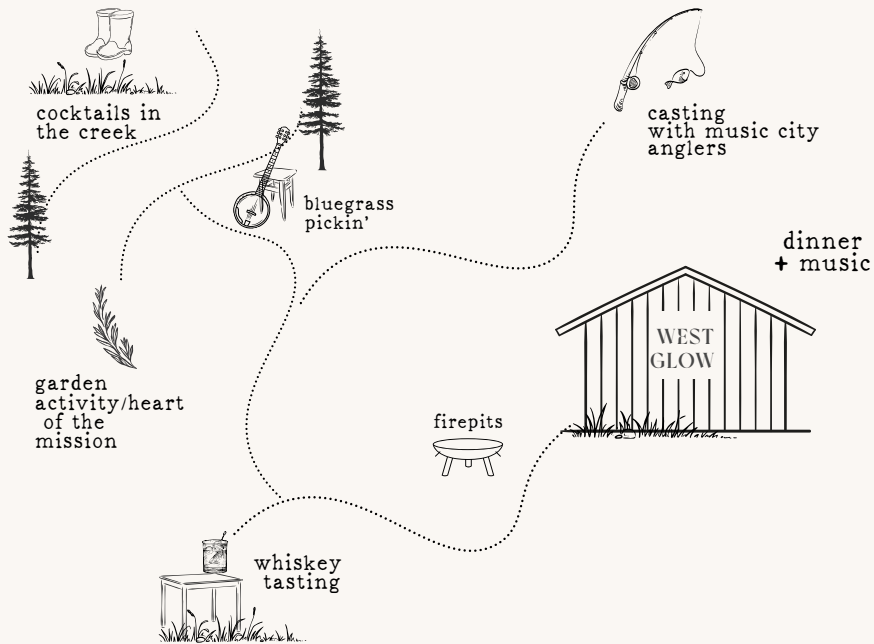 cocktails in
the creek
casting
with music city
anglers
bluegrass
pickin'
dinner
+ music
WEST
GLOW
garden
activity/heart
of the
mission
firepits
whiskey
tasting